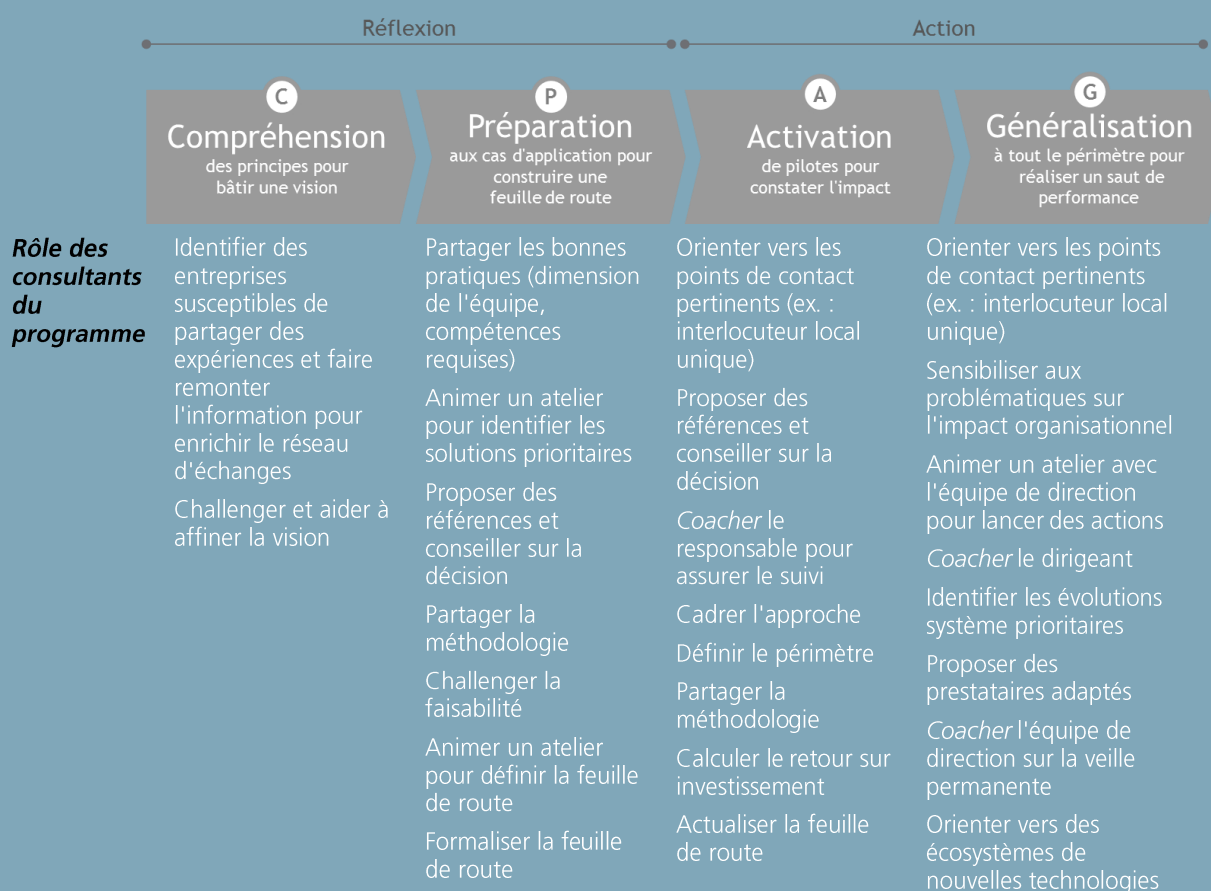 Réflexion
Action
C
Compréhension
des principes pour
bâtir une vision
P
Préparation
aux cas d'application pour
construire une
feuille de route
A
Activation
de pilotes pour
constater l'impact
G
Généralisation
à tout le périmètre pour
réaliser un saut de
performance
Rôle des
consultants
du
programme
Identifier des
entreprises
susceptibles de
partager des
expériences et faire
remonter
l'information pour
enrichir le réseau
d'échanges
Challenger et aider à
affiner la vision
Partager les bonnes
pratiques (dimension
de l'équipe,
compétences
requises)
Animer un atelier
pour identifier les
solutions prioritaires
Proposer des
références et
conseiller sur la
décision
Partager la
méthodologie
Challenger la
faisabilité
Animer un atelier
pour définir la feuille
de route
Formaliser la feuille
de route
Orienter vers les
points de contact
pertinents (ex. :
interlocuteur local
unique)
Proposer des
références et
conseiller sur la
décision
Coacher le
responsable pour
assurer le suivi
Cadrer l'approche
Définir le périmètre
Partager la
méthodologie
Calculer le retour sur
investissement
Actualiser la feuille
de route
Orienter vers les points
de contact pertinents
(ex. : interlocuteur local
unique)
Sensibiliser aux
problématiques sur
l'impact organisationnel
Animer un atelier avec
l'équipe de direction
pour lancer des actions
Coacher le dirigeant
Identifier les évolutions
système prioritaires
Proposer des
prestataires adaptés
Coacher l'équipe de
direction sur la veille
permanente
Orienter vers des
écosystèmes de
nouvelles technologies